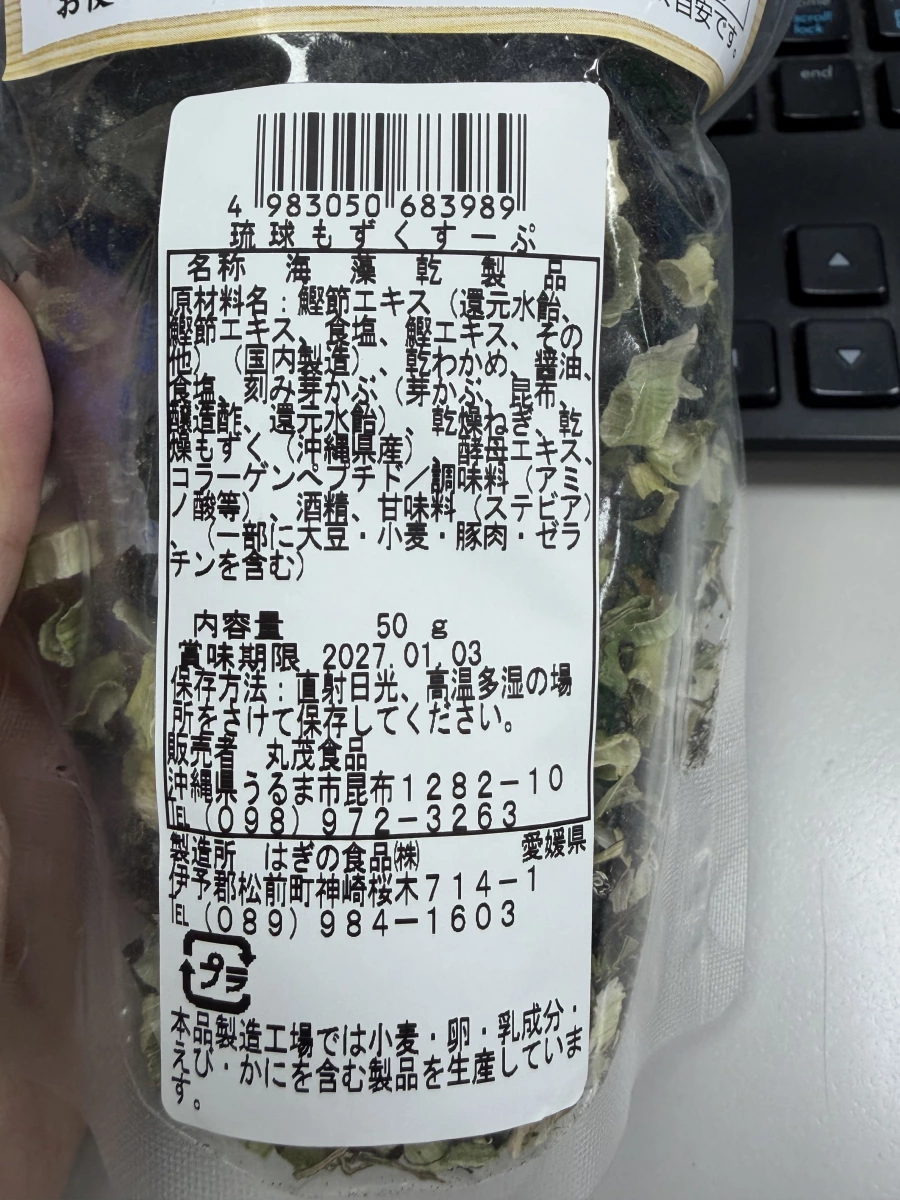 お使
目安です。
scroll
lock
end
4 983050 683989
琉球もずくすーぷ
名称 海藻乾製品
原材料名：鰹節エキス（還元水飴、
鰹節エキス、食塩、鰹エキス、その
他）（国内製造）、乾わかめ、醤油、
食塩、刻み芽かぶ（芽かぶ、昆布、
醸造酢、還元水飴）、乾燥ねぎ、乾
燥もずく（沖縄県産）、酵母エキス、
コラーゲンペプチド／調味料（アミ
ノ酸等）、酒精、甘味料（ステビア）
、（一部に大豆・小麦・豚肉・ゼラ
チンを含む）
内容量 50 g
賞味期限 2027.01.03
保存方法：直射日光、高温多湿の場
所をさけて保存してください。
販売者 丸茂食品
沖縄県うるま市昆布1282-10
TEL（098）972-3263
製造所 はぎの食品㈱ 愛媛県
伊予郡松前町神崎桜木714-1
TEL（089）984-1603
プラ
本品製造工場では小麦・卵・乳成分・
えび・かにを含む製品を生産していま
す。